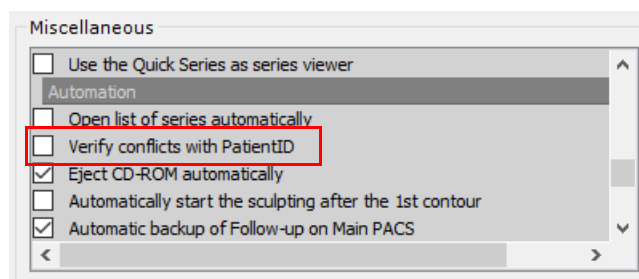 Miscellaneous
Use the Quick Series as series viewer
Automation
Open list of series automatically
Verify conflicts with PatientID
Eject CD-ROM automatically
Automatically start the sculpting after the 1st contour
Automatic backup of Follow-up on Main PACS